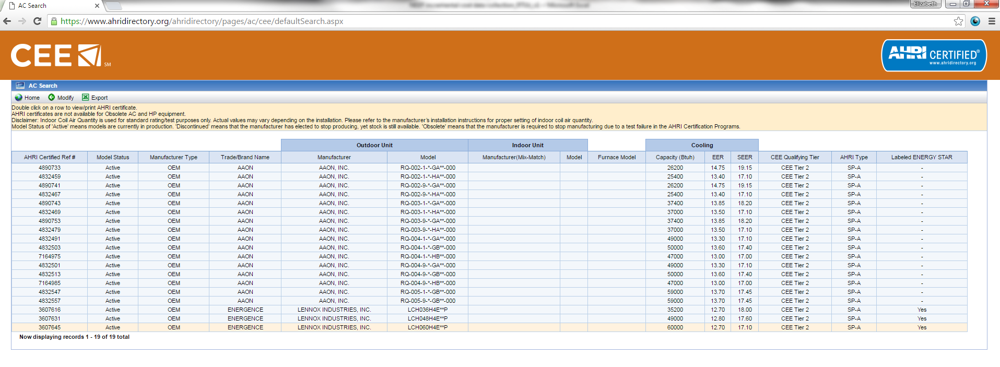 AC Search
Elizabeth
https://www.ahridirectory.org/ahridirectory/pages/ac/cee/defaultSearch.aspx
CEE SM
AHRI CERTIFIED®
www.ahridirectory.org
AC Search
Home Modify Export
Double click on a row to view/print AHRI certificate.
AHRI certificates are not available for Obsolete AC and HP equipment.
Disclaimer: Indoor Coil Air Quantity is used for standard rating/test purposes only. Actual values may vary depending on the installation. Please refer to the manufacturer's installation instructions for proper setting of indoor coil air quantity.
Model Status of 'Active' means models are currently in production. 'Discontinued' means that the manufacturer has elected to stop producing, yet stock is still available. 'Obsolete' means that the manufacturer is required to stop manufacturing due to a test failure in the AHRI Certification Programs.
Outdoor Unit Indoor Unit Cooling
AHRI Certified Ref # Model Status Manufacturer Type Trade/Brand Name Manufacturer Model Manufacturer(Mix-Match) Model Furnace Model Capacity (Btuh) EER SEER CEE Qualifying Tier AHRI Type Labeled ENERGY STAR
4890733 Active OEM AAON AAON, INC. RQ-002-1-*-GA**-000 26200 14.75 19.15 CEE Tier 2 SP-A -
4832459 Active OEM AAON AAON, INC. RQ-002-1-*-HA**-000 25400 13.40 17.10 CEE Tier 2 SP-A -
4890741 Active OEM AAON AAON, INC. RQ-002-9-*-GA**-000 26200 14.75 19.15 CEE Tier 2 SP-A -
4832467 Active OEM AAON AAON, INC. RQ-002-9-*-HA**-000 25400 13.40 17.10 CEE Tier 2 SP-A -
4890743 Active OEM AAON AAON, INC. RQ-003-1-*-GA**-000 37400 13.85 18.20 CEE Tier 2 SP-A -
4832469 Active OEM AAON AAON, INC. RQ-003-1-*-HA**-000 37000 13.50 17.10 CEE Tier 2 SP-A -
4890753 Active OEM AAON AAON, INC. RQ-003-9-*-GA**-000 37400 13.85 18.20 CEE Tier 2 SP-A -
4832479 Active OEM AAON AAON, INC. RQ-003-9-*-HA**-000 37000 13.50 17.10 CEE Tier 2 SP-A -
4832491 Active OEM AAON AAON, INC. RQ-004-1-*-GA**-000 49000 13.30 17.10 CEE Tier 2 SP-A -
4832503 Active OEM AAON AAON, INC. RQ-004-1-*-GB**-000 50000 13.60 17.40 CEE Tier 2 SP-A -
7164975 Active OEM AAON AAON, INC. RQ-004-1-*-HB**-000 47000 13.00 17.00 CEE Tier 2 SP-A -
4832501 Active OEM AAON AAON, INC. RQ-004-9-*-GA**-000 49000 13.30 17.10 CEE Tier 2 SP-A -
4832513 Active OEM AAON AAON, INC. RQ-004-9-*-GB**-000 50000 13.60 17.40 CEE Tier 2 SP-A -
7164985 Active OEM AAON AAON, INC. RQ-004-9-*-HB**-000 47000 13.00 17.00 CEE Tier 2 SP-A -
4832547 Active OEM AAON AAON, INC. RQ-005-1-*-GB**-000 59000 13.70 17.45 CEE Tier 2 SP-A -
4832557 Active OEM AAON AAON, INC. RQ-005-9-*-GB**-000 59000 13.70 17.45 CEE Tier 2 SP-A -
3607616 Active OEM ENERGENCE LENNOX INDUSTRIES, INC. LCH036H4E**P 35200 12.70 18.00 CEE Tier 2 SP-A Yes
3607631 Active OEM ENERGENCE LENNOX INDUSTRIES, INC. LCH048H4E**P 49000 12.80 17.60 CEE Tier 2 SP-A Yes
3607645 Active OEM ENERGENCE LENNOX INDUSTRIES, INC. LCH060H4E**P 60000 12.70 17.10 CEE Tier 2 SP-A Yes
Now displaying records 1 - 19 of 19 total